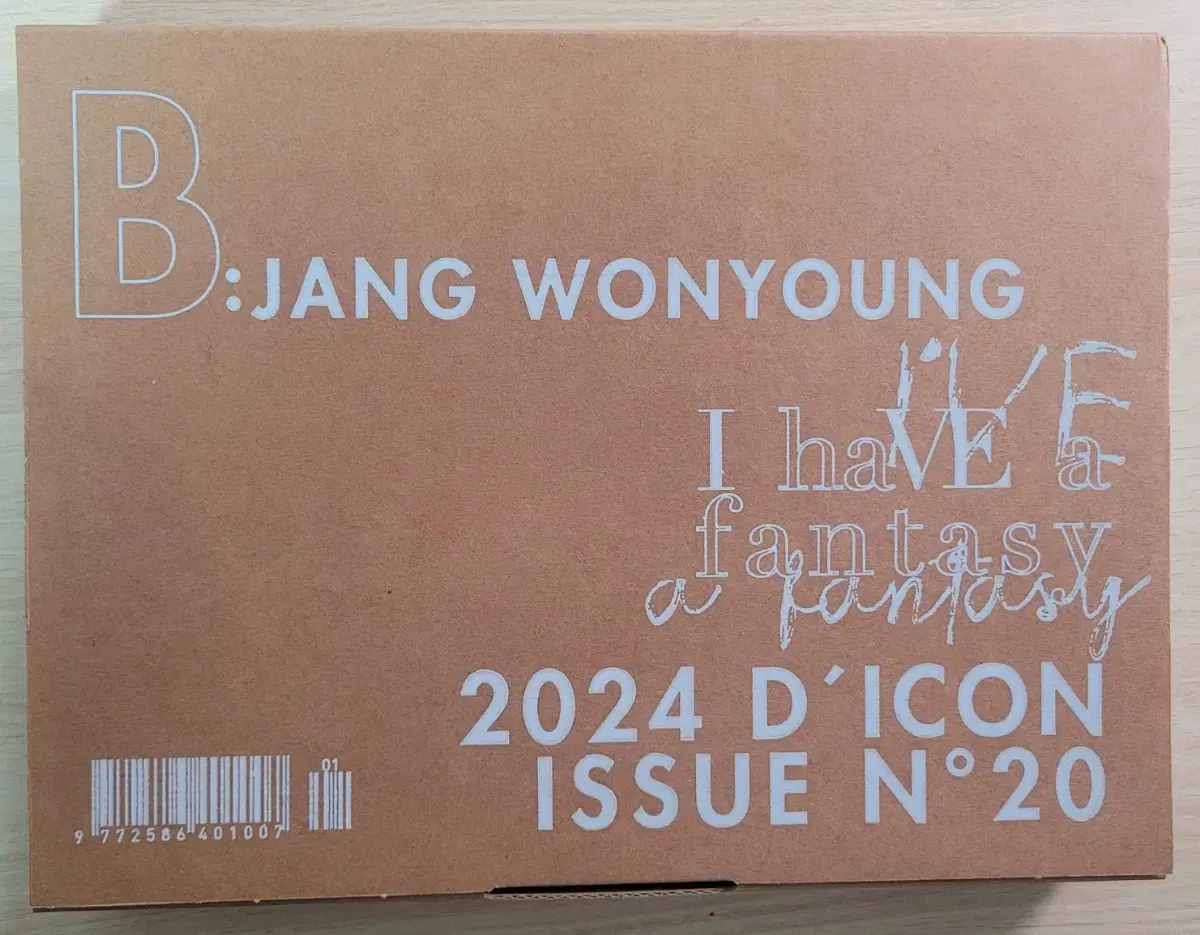 B:JANG WONYOUNG
I'VE
I haVE a
fantasy
a fantasy
2024 D´ICON
ISSUE N°20
01
9 772586 401007